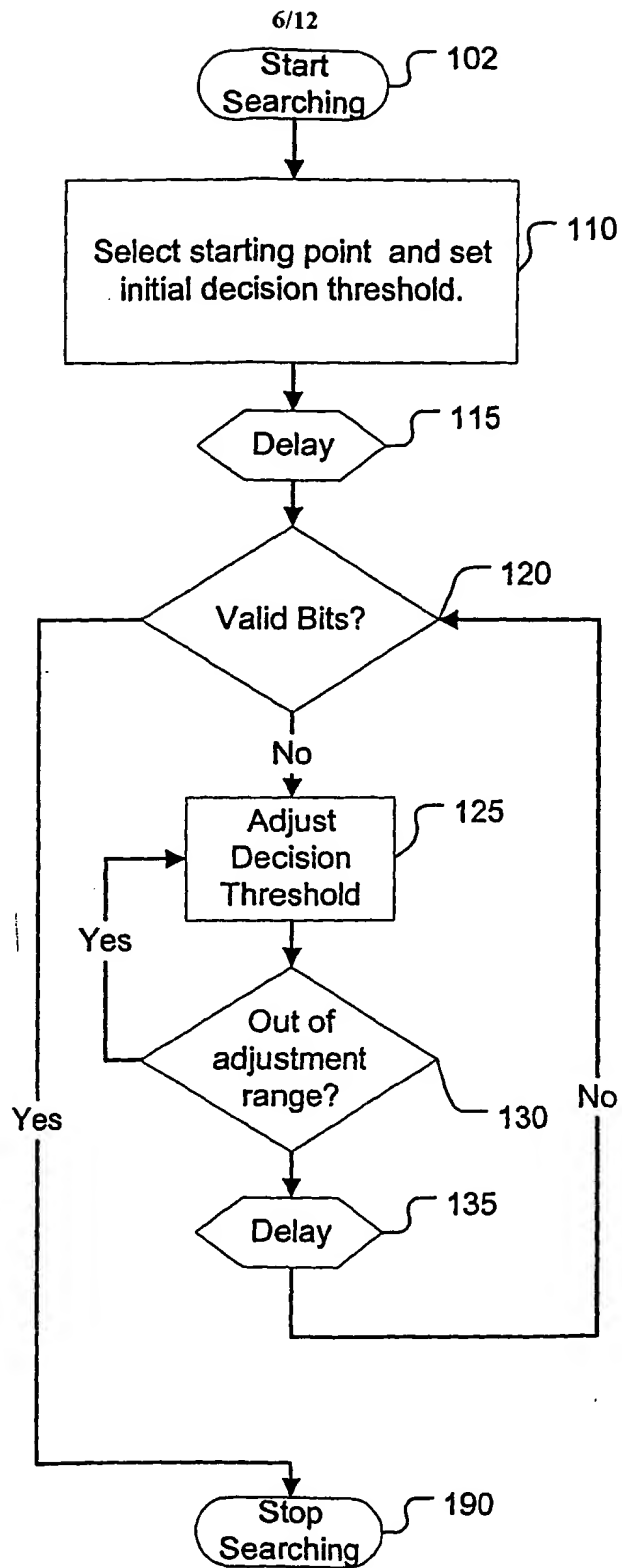 6/12
Start
Searching
102
Select starting point and set
initial decision threshold.
110
Delay
115
Valid Bits?
120
No
Adjust
Decision
Threshold
125
Yes
Out of
adjustment
range?
130
Yes
No
Delay
135
Stop
Searching
190